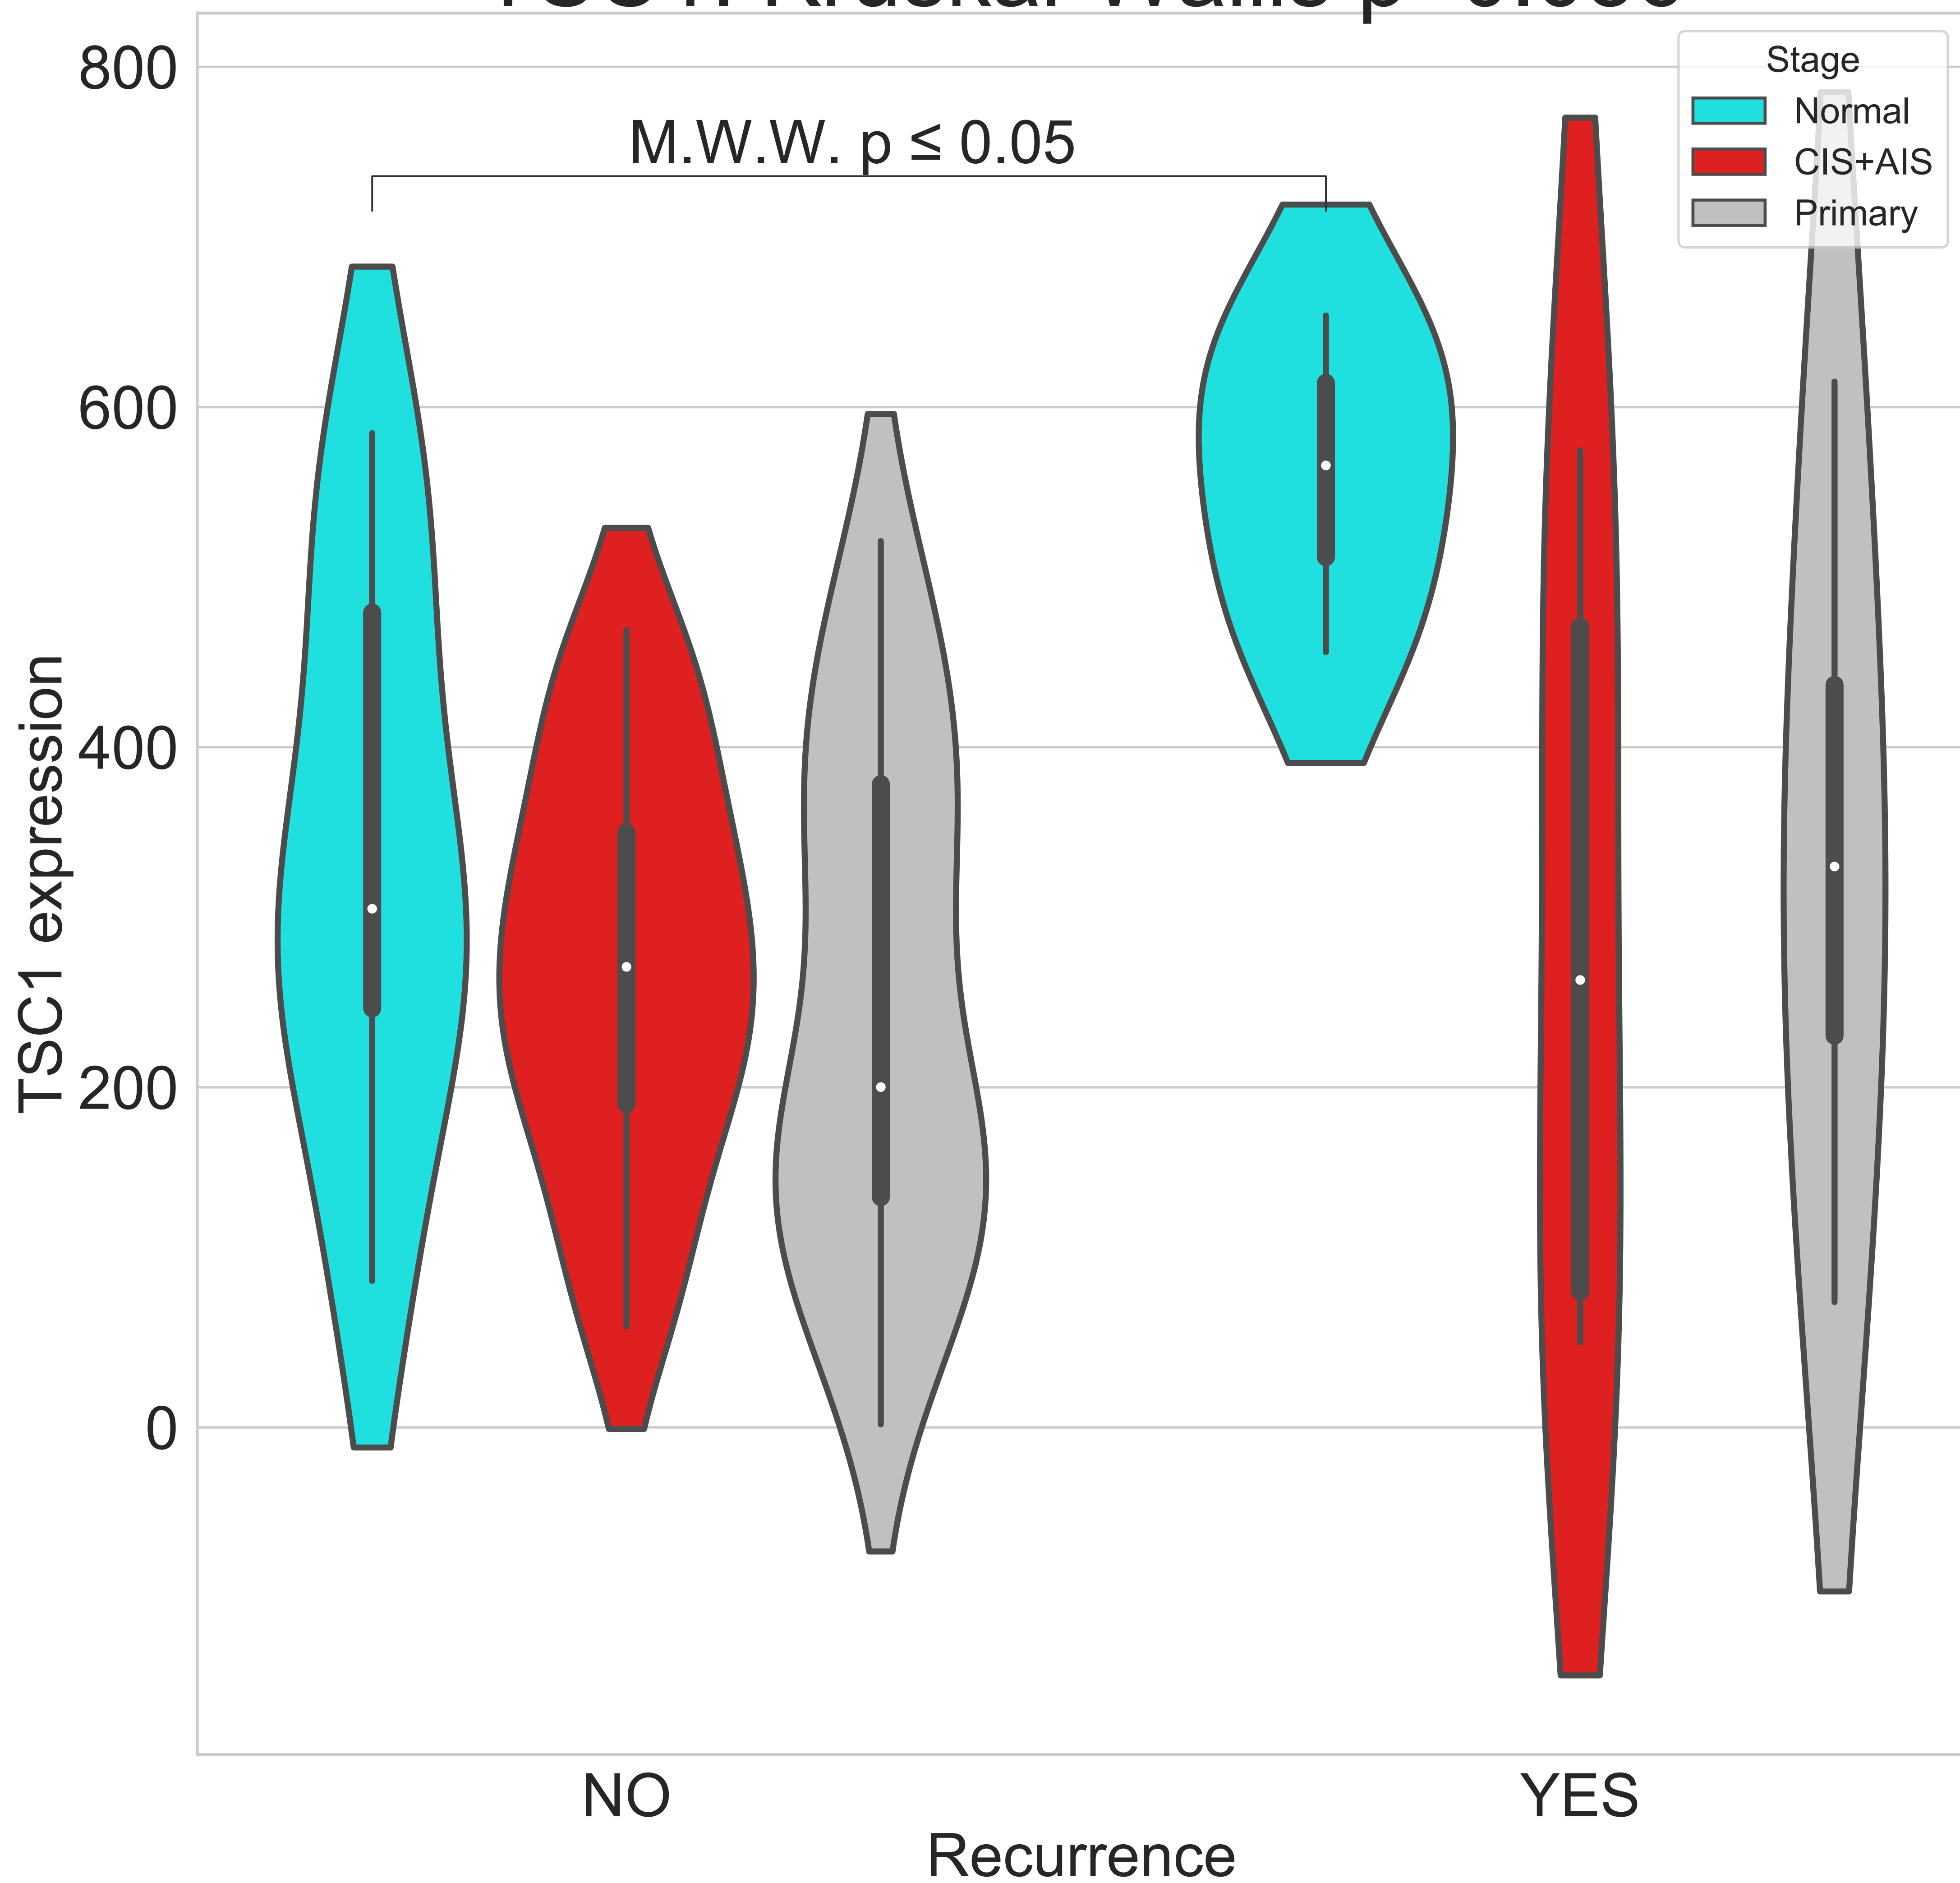 800
Stage
Normal
CIS+AIS
Primary
M.W.W. p ≤ 0.05
600
400
200
0
TSC1 expression
NO
YES
Recurrence